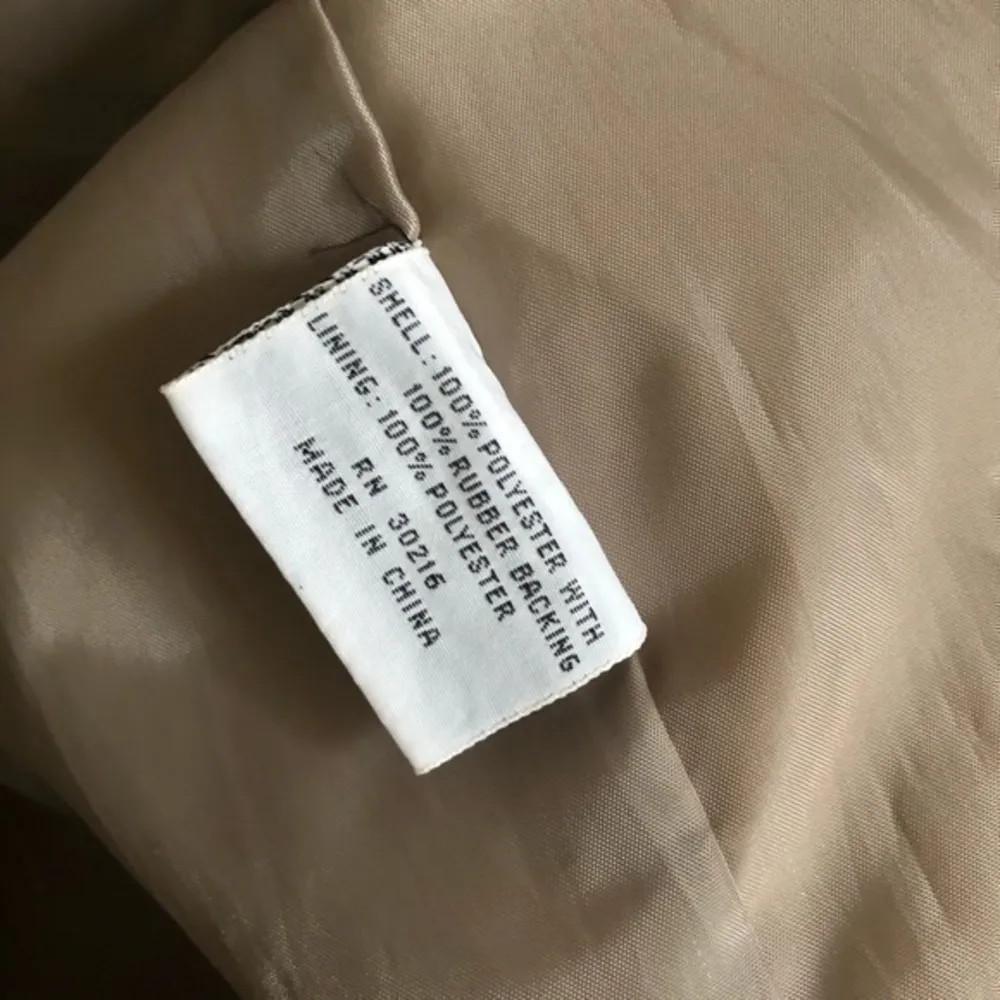 SHELL: 100% POLYESTER WITH
100% RUBBER BACKING
LINING: 100% POLYESTER
RN 30216
MADE IN CHINA